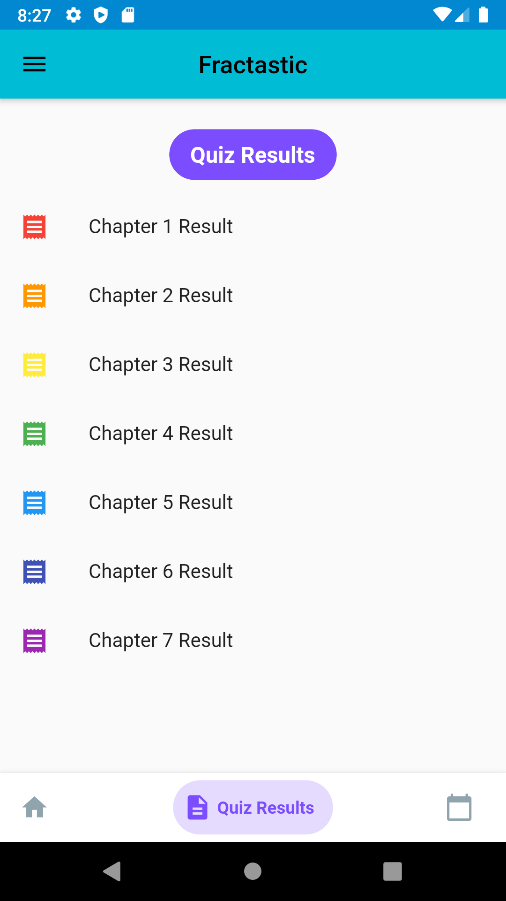 8:27
Fractastic
Quiz Results
Chapter 1 Result
Chapter 2 Result
Chapter 3 Result
Chapter 4 Result
Chapter 5 Result
Chapter 6 Result
Chapter 7 Result
Quiz Results